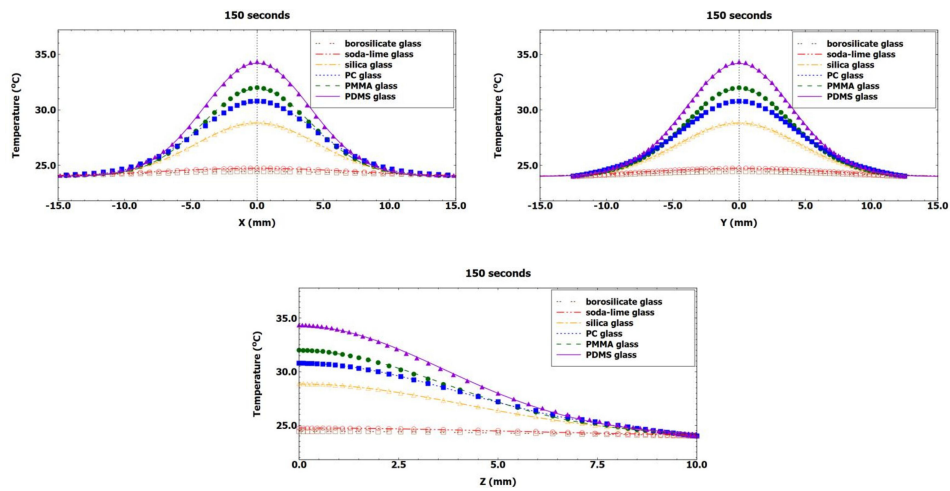 150 seconds
35.0
30.0
25.0
Temperature (°C)
borosilicate glass
soda-lime glass
silica glass
PC glass
PMMA glass
PDMS glass
-15.0 -10.0 -5.0 0.0 5.0 10.0 15.0
X (mm)
150 seconds
35.0
30.0
25.0
Temperature (°C)
borosilicate glass
soda-lime glass
silica glass
PC glass
PMMA glass
PDMS glass
-15.0 -10.0 -5.0 0.0 5.0 10.0 15.0
Y (mm)
150 seconds
35.0
30.0
25.0
Temperature (°C)
borosilicate glass
soda-lime glass
silica glass
PC glass
PMMA glass
PDMS glass
0.0 2.5 5.0 7.5 10.0
Z (mm)